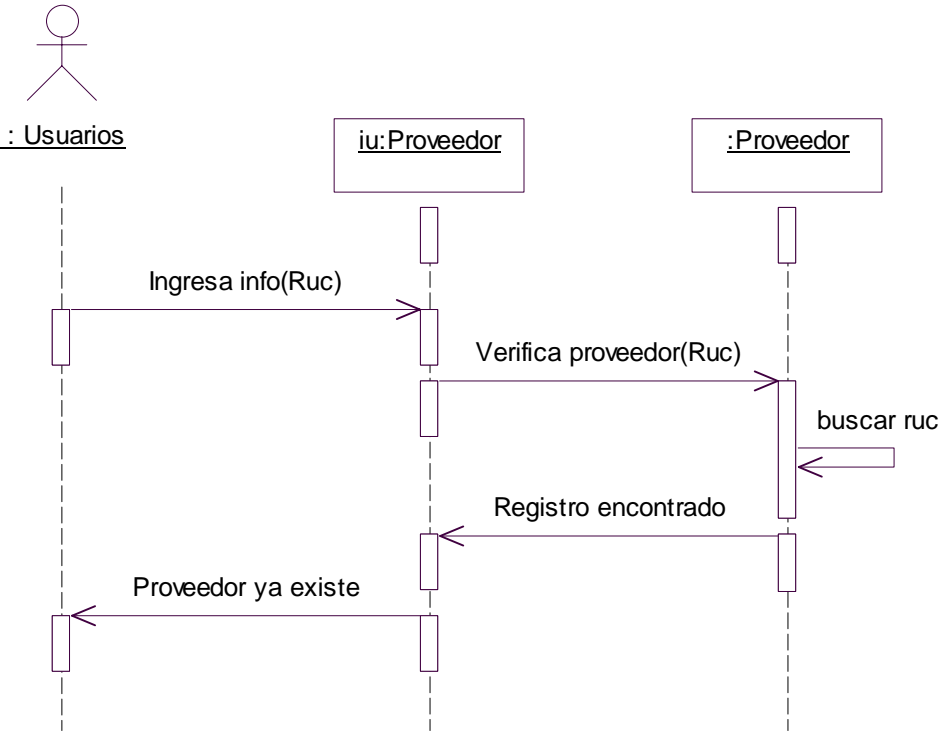 : Usuarios
iu:Proveedor
:Proveedor
Ingresa info(Ruc)
Verifica proveedor(Ruc)
buscar ruc
Registro encontrado
Proveedor ya existe